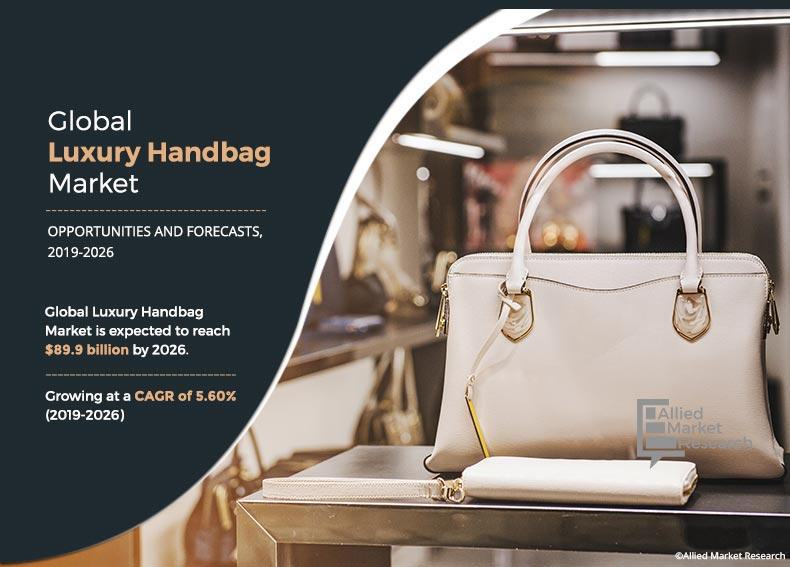 Global
Luxury Handbag
Market
OPPORTUNITIES AND FORECASTS,
2019-2026
Global Luxury Handbag
Market is expected to reach
$89.9 billion by 2026.
Growing at a CAGR of 5.60%
(2019-2026)
Allied
Market
Research
©Allied Market Research